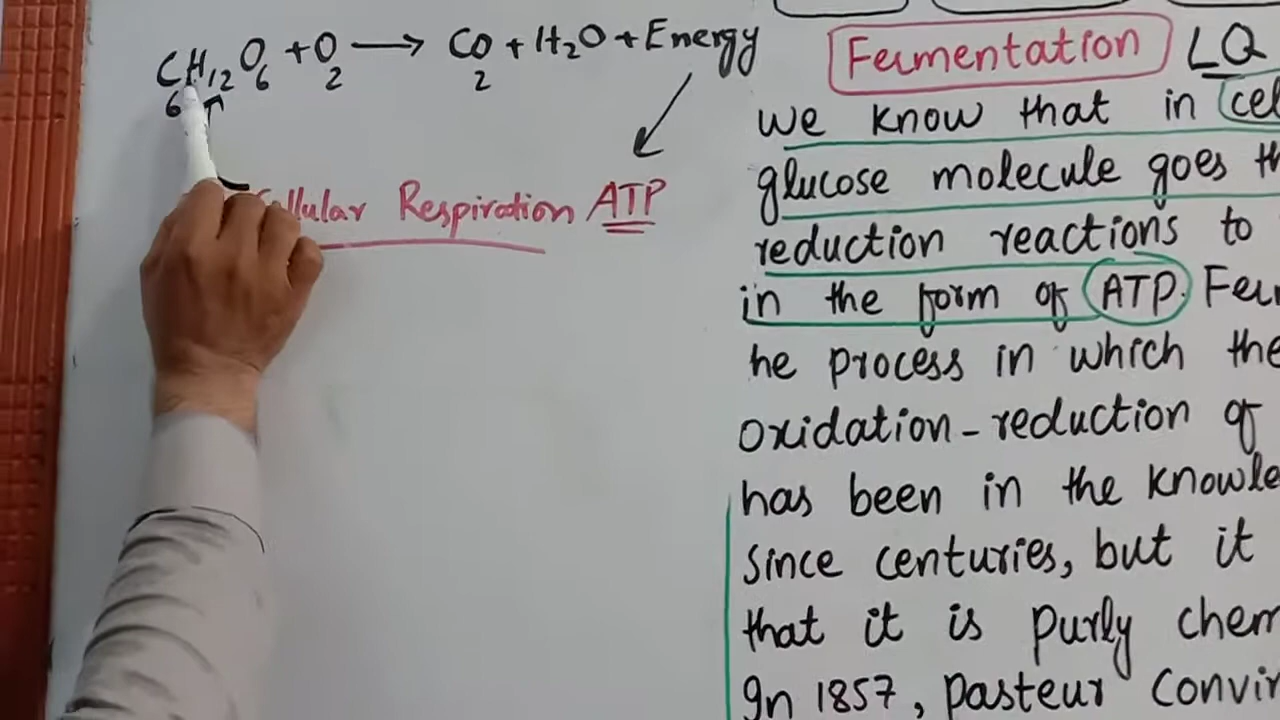 C6H12O6 + O2 → CO2 + H2O + Energy
Cellular Respiration ATP
Fermentation LQ
We know that in
glucose molecule goes
reduction reactions to
in the form of ATP.
he process in which the
oxidation-reduction of
has been in the
since centuries, but it
that it is purly
In 1857, Pasteur